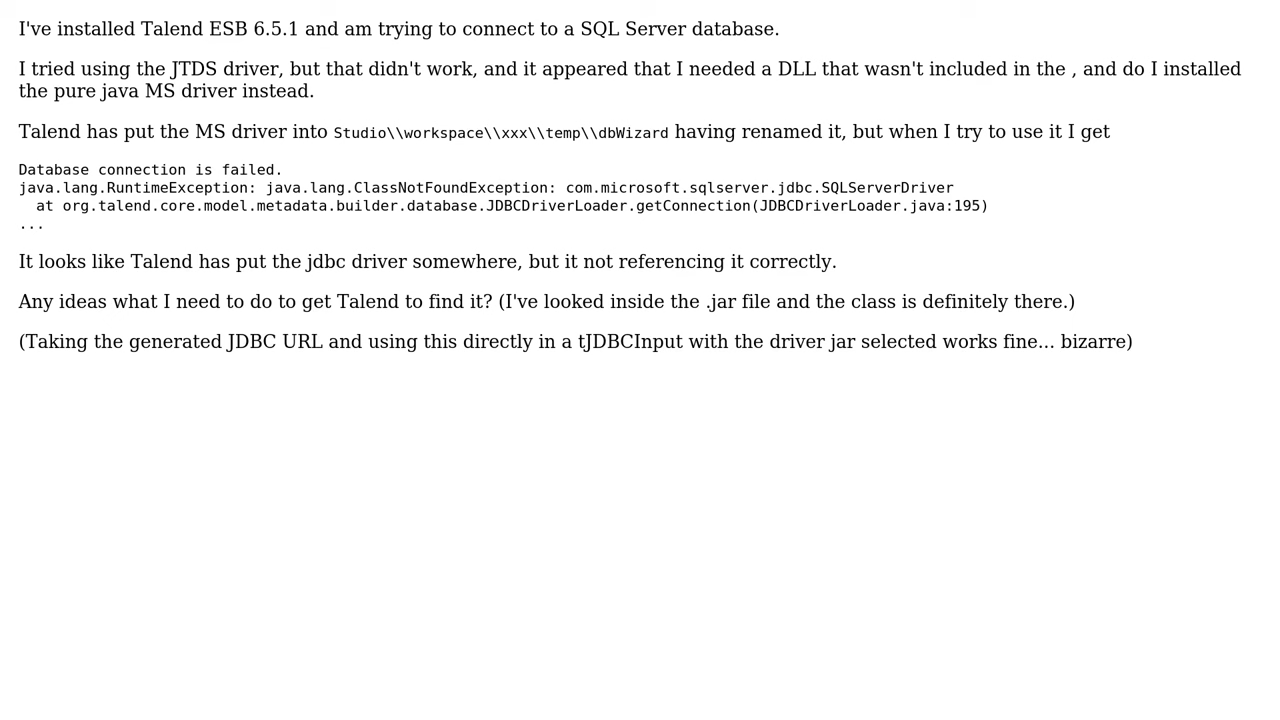 I've installed Talend ESB 6.5.1 and am trying to connect to a SQL Server database.
I tried using the JTDS driver, but that didn't work, and it appeared that I needed a DLL that wasn't included in the , and do I installed
the pure java MS driver instead.
Talend has put the MS driver into Studio\\workspace\\xxx\\temp\\dbWizard having renamed it, but when I try to use it I get
Database connection is failed.
java.lang.RuntimeException: java.lang.ClassNotFoundException: com.microsoft.sqlserver.jdbc.SQLServerDriver
  at org.talend.core.model.metadata.builder.database.JDBCDriverLoader.getConnection(JDBCDriverLoader.java:195)
...
It looks like Talend has put the jdbc driver somewhere, but it not referencing it correctly.
Any ideas what I need to do to get Talend to find it? (I've looked inside the .jar file and the class is definitely there.)
(Taking the generated JDBC URL and using this directly in a tJDBCInput with the driver jar selected works fine... bizarre)